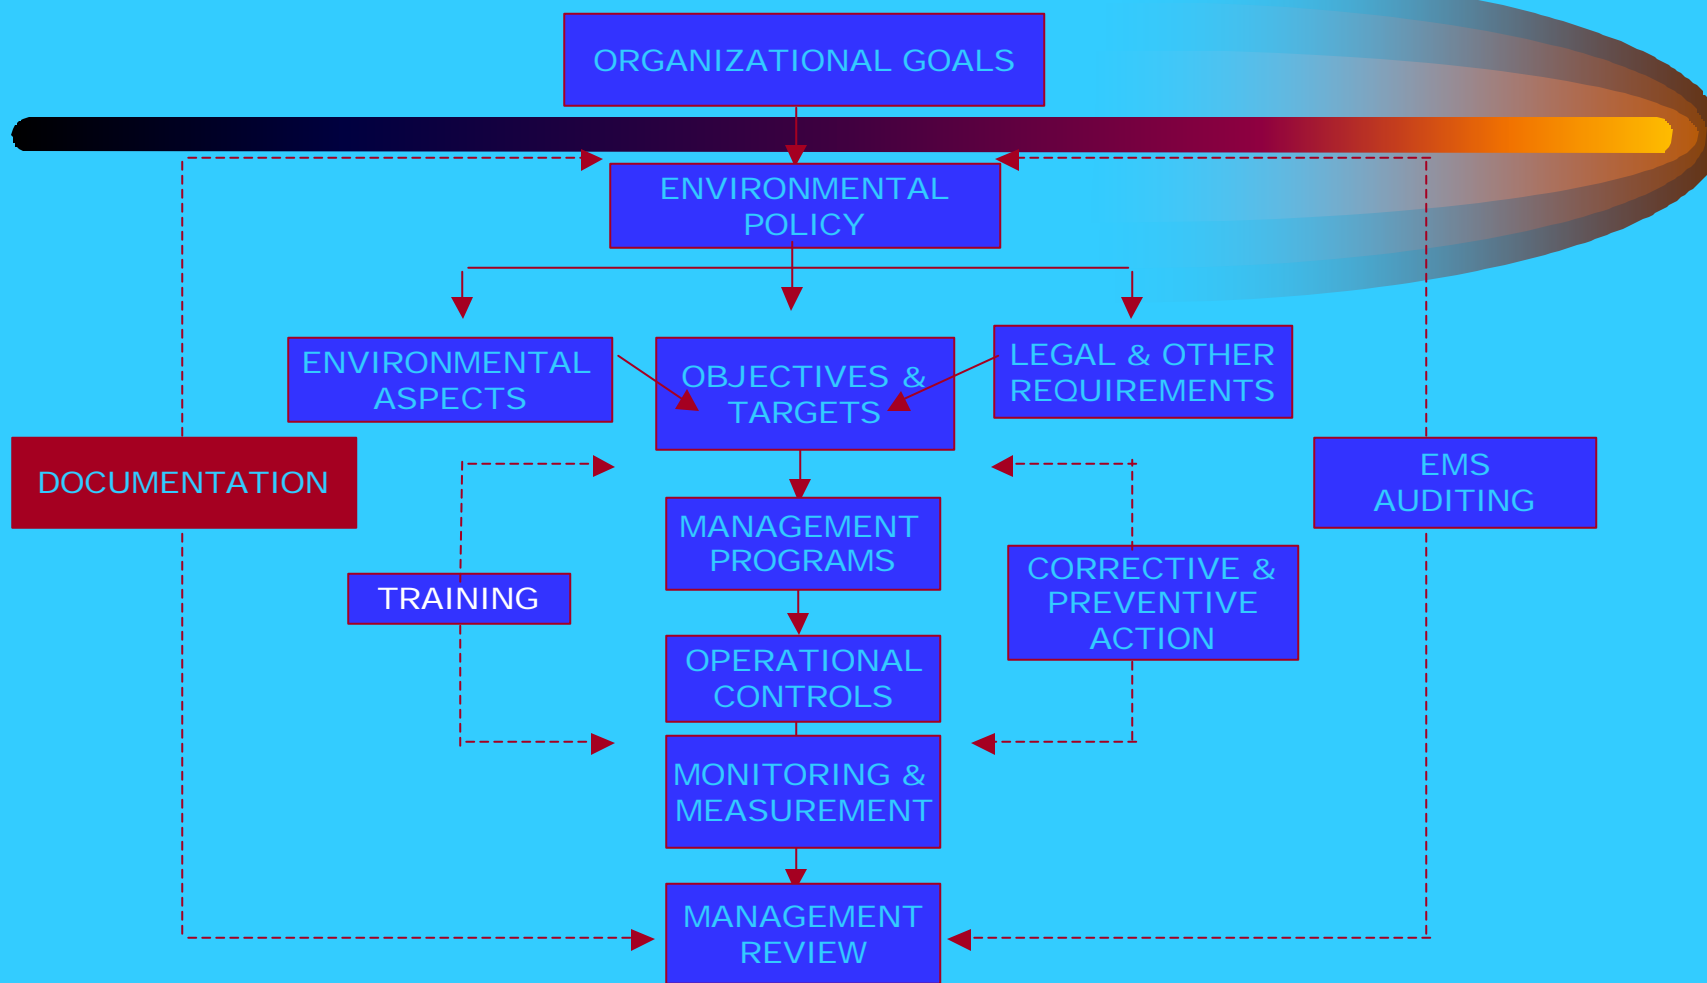 ORGANIZATIONAL GOALS
ENVIRONMENTAL
POLICY
ENVIRONMENTAL
ASPECTS
OBJECTIVES &
TARGETS
LEGAL & OTHER
REQUIREMENTS
DOCUMENTATION
EMS
AUDITING
MANAGEMENT
PROGRAMS
TRAINING
CORRECTIVE &
PREVENTIVE
ACTION
OPERATIONAL
CONTROLS
MONITORING &
MEASUREMENT
MANAGEMENT
REVIEW